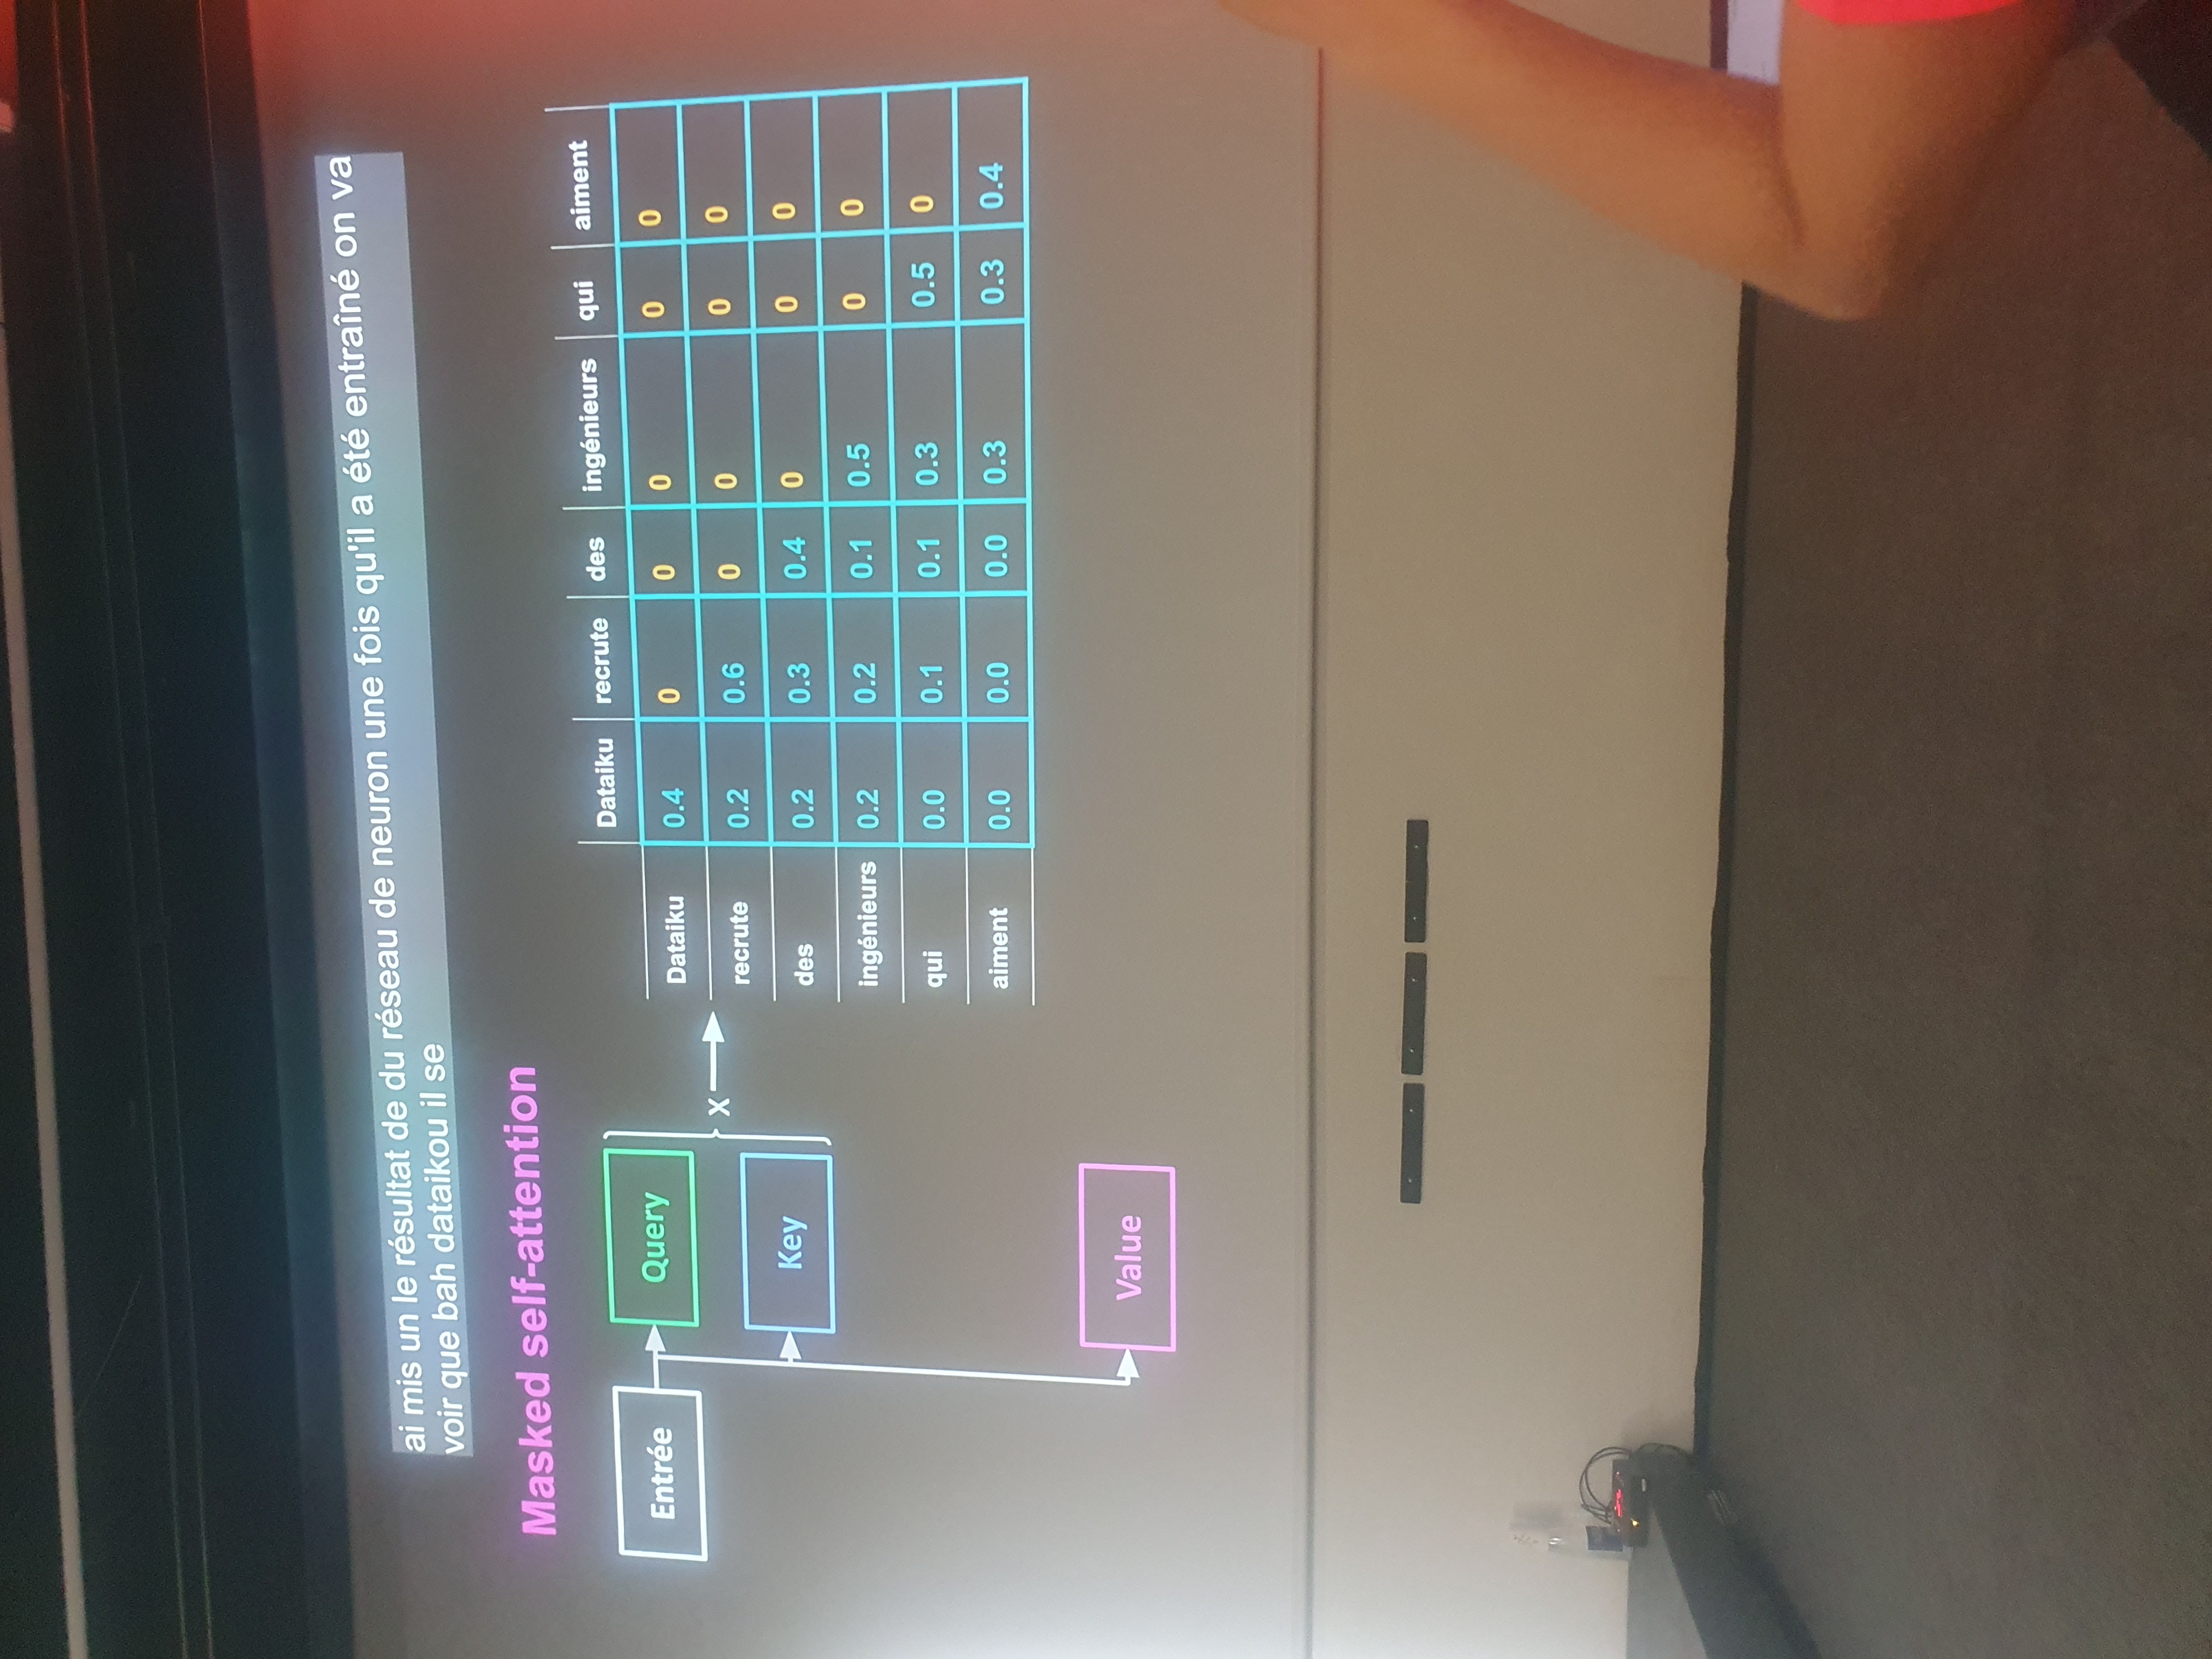 ai mis un le résultat de du réseau de neuron une fois qu'il a été entraîné on va
voir que bah dataikou il se
Masked self-attention
Entrée
Query
Key
Value
x
Dataiku recrute des ingénieurs qui aiment
Dataiku 0.4 0 0 0 0 0
recrute 0.2 0.6 0 0 0 0
des 0.2 0.3 0.4 0 0 0
ingénieurs 0.2 0.2 0.1 0.5 0 0
qui 0.0 0.1 0.1 0.3 0.5 0
aiment 0.0 0.0 0.0 0.3 0.3 0.4